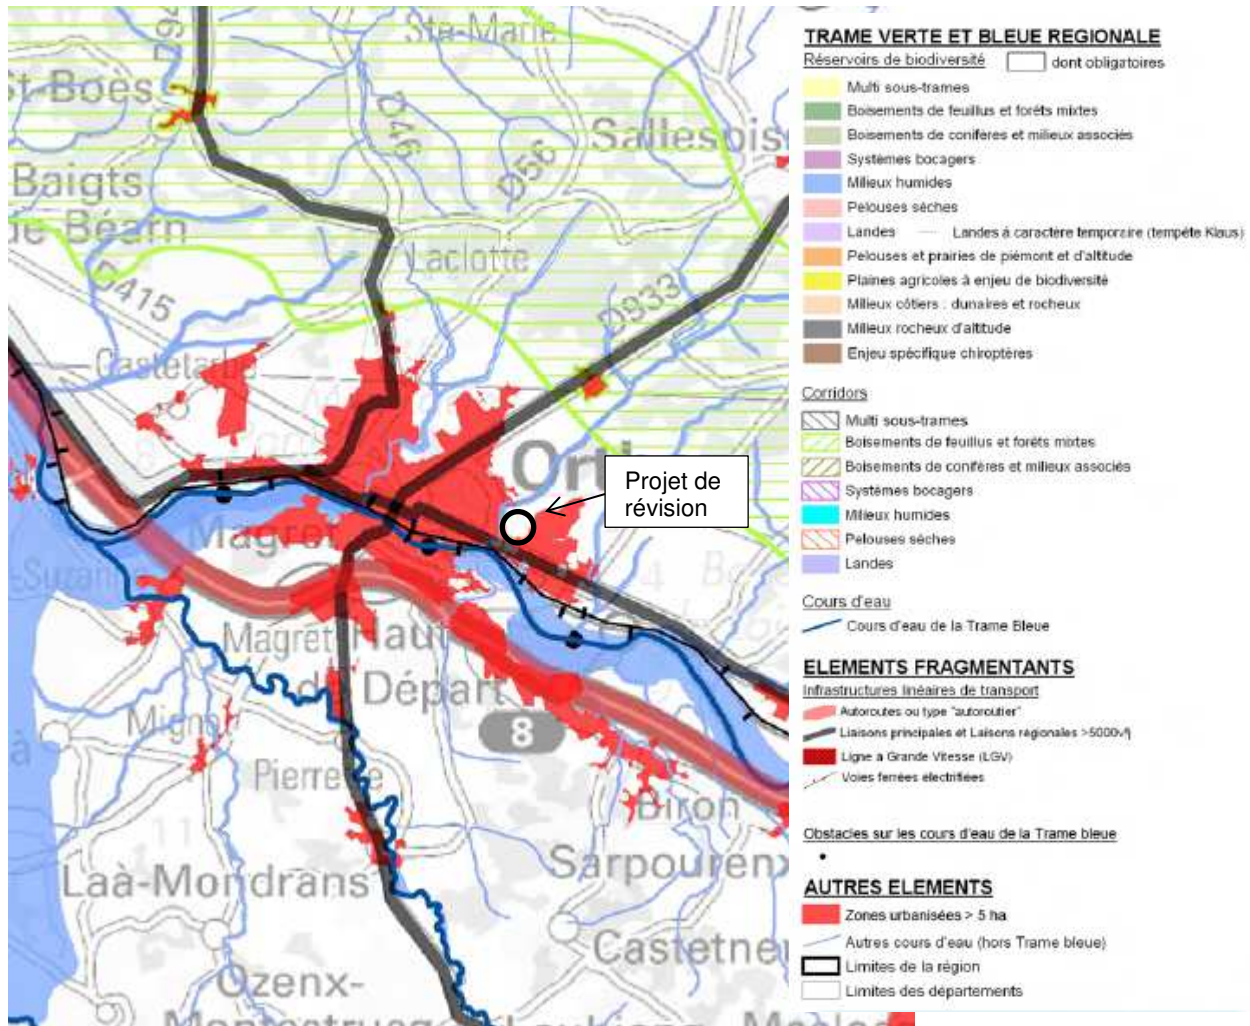 Ste-Marie
D46
Sallespis
D56
Baigts
Laclotte
D415
D933
Castetarbe
Projet de
révision
Magret
Magret Haut
de Départ
8
Pierrette
Biron
Sarpourenx
Laà-Mondrans
Castetner
Ozenx-
TRAME VERTE ET BLEUE REGIONALE
Réservoirs de biodiversité dont obligatoires
Multi sous-trames
Boisements de feuillus et forêts mixtes
Boisements de conifères et milieux associés
Systèmes bocagers
Milieux humides
Pelouses sèches
Landes Landes à caractère temporaire (tempête Klaus)
Pelouses et prairies de piémont et d'altitude
Plaines agricoles à enjeu de biodiversité
Milieux côtiers : dunaires et rocheux
Milieux rocheux d'altitude
Enjeu spécifique chiroptères
Corridors
Multi sous-trames
Boisements de feuillus et forêts mixtes
Boisements de conifères et milieux associés
Systèmes bocagers
Milieux humides
Pelouses sèches
Landes
Cours d'eau
Cours d'eau de la Trame Bleue
ELEMENTS FRAGMENTANTS
Infrastructures linéaires de transport
Autoroutes ou type "autoroutier"
Liaisons principales et Liaisons régionales >5000v/j
Ligne a Grande Vitesse (LGV)
Voies ferrées électrifiées
Obstacles sur les cours d'eau de la Trame bleue
AUTRES ELEMENTS
Zones urbanisées > 5 ha
Autres cours d'eau (hors Trame bleue)
Limites de la région
Limites des départements